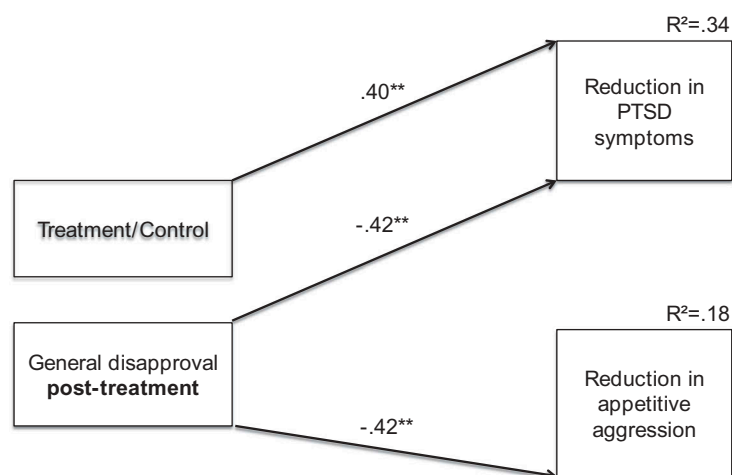 R²=.34
.40**
Reduction in
PTSD
symptoms
Treatment/Control
-.42**
R²=.18
General disapproval
post-treatment
Reduction in
appetitive
aggression
-.42**